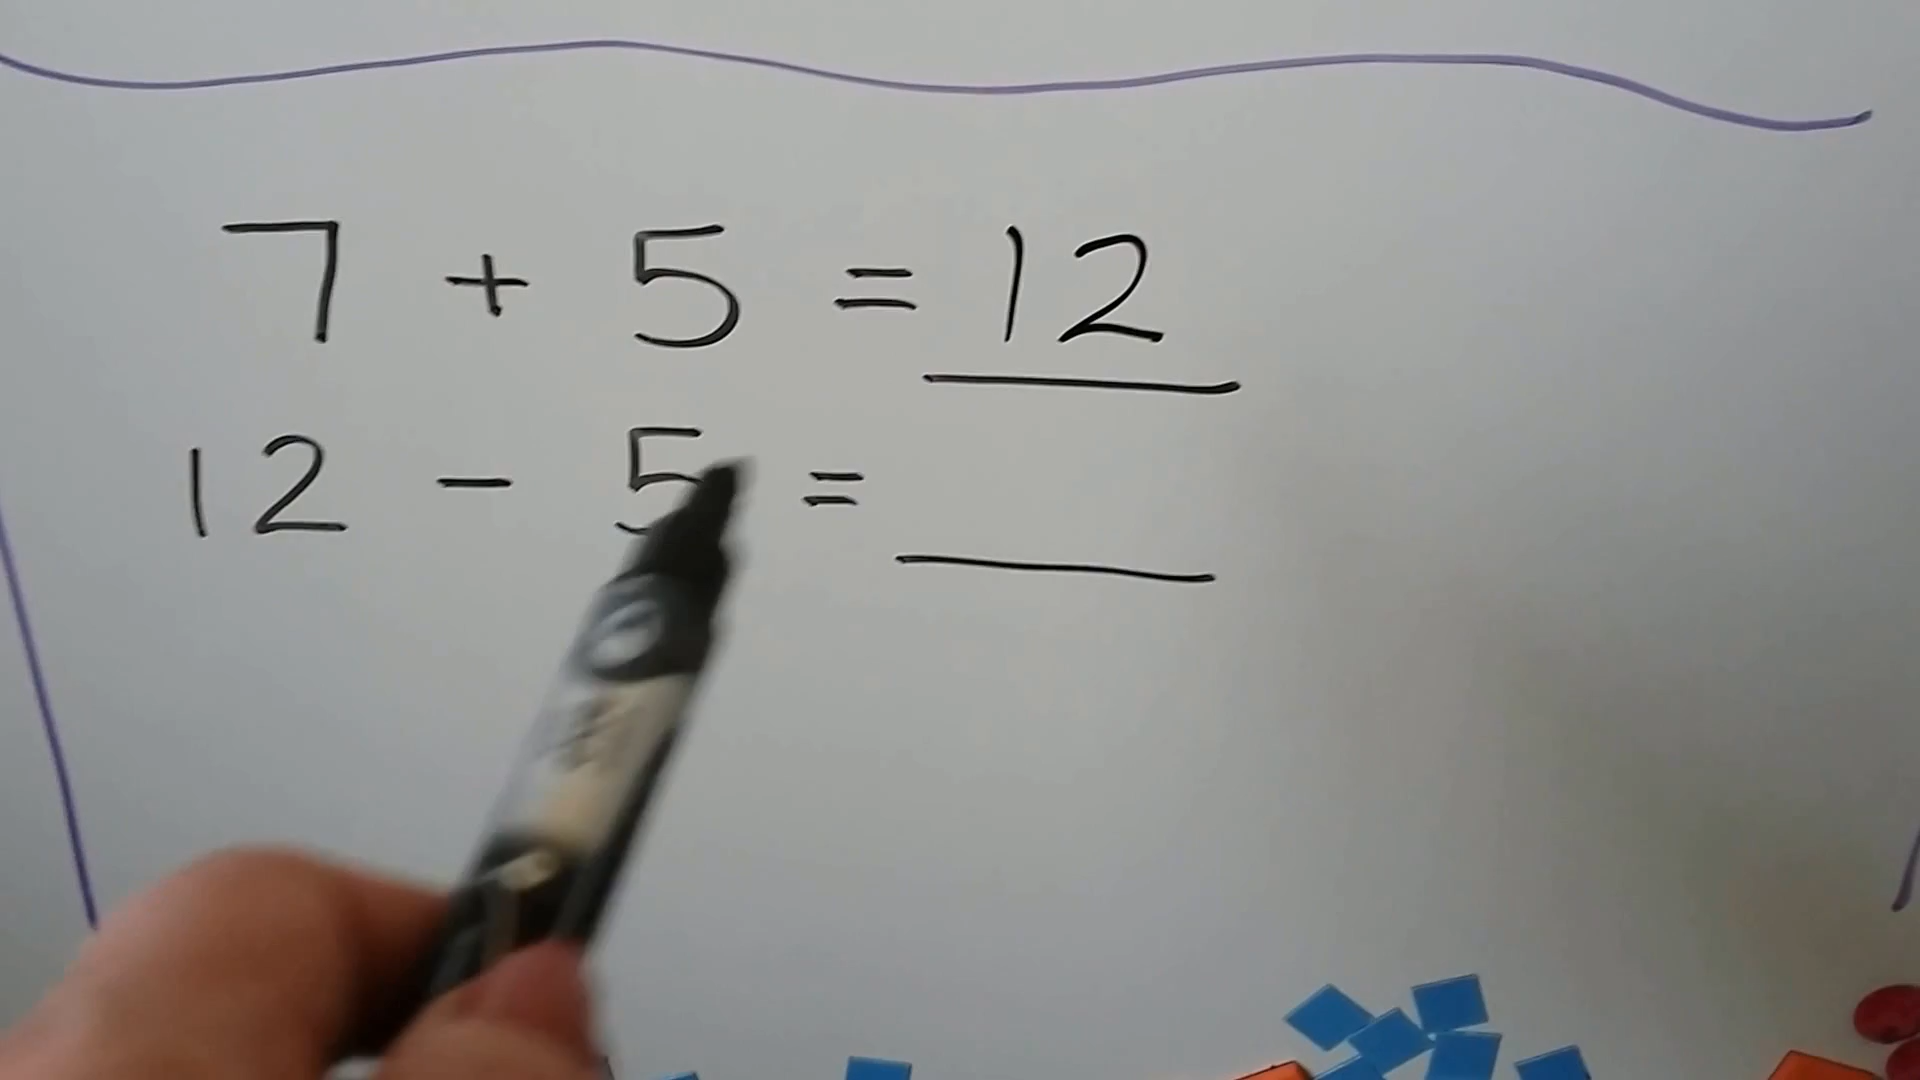 7 + 5 = 12
12 - 5 =